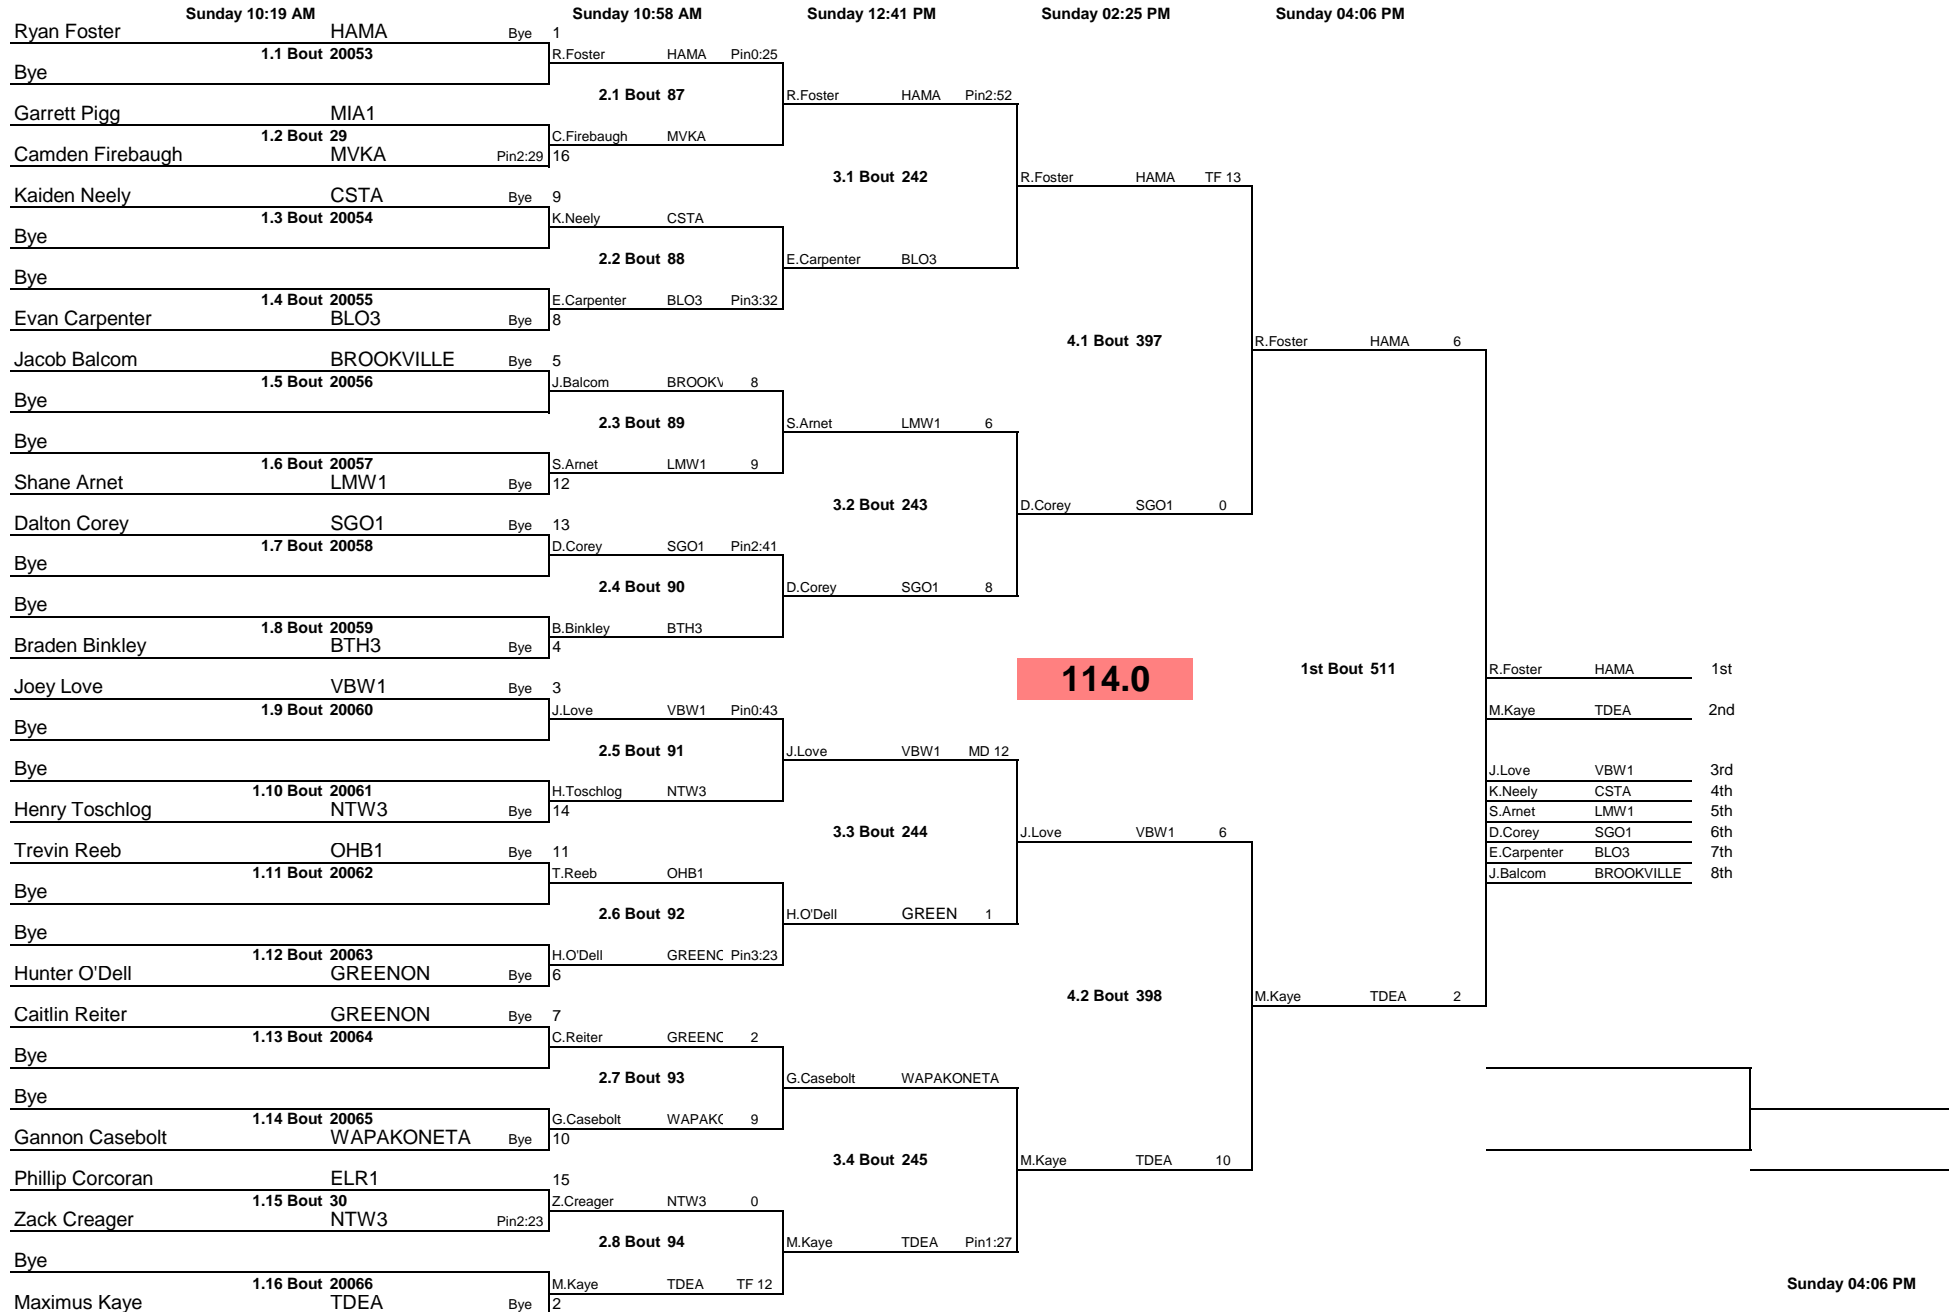 Sunday 10:19 AM Sunday 10:58 AM Sunday 12:41 PM Sunday 02:25 PM Sunday 04:06 PM
Ryan Foster HAMA Bye 1
1.1 Bout 20053 R.Foster HAMA Pin0:25
Bye
2.1 Bout 87 R.Foster HAMA Pin2:52
Garrett Pigg MIA1
1.2 Bout 29 C.Firebaugh MVKA
Camden Firebaugh MVKA Pin2:29 16
3.1 Bout 242 R.Foster HAMA TF 13
Kaiden Neely CSTA Bye 9
1.3 Bout 20054 K.Neely CSTA
Bye
2.2 Bout 88 E.Carpenter BLO3
Bye
1.4 Bout 20055 E.Carpenter BLO3 Pin3:32
Evan Carpenter BLO3 Bye 8
4.1 Bout 397 R.Foster HAMA 6
Jacob Balcom BROOKVILLE Bye 5
1.5 Bout 20056 J.Balcom BROOKV 8
Bye
2.3 Bout 89 S.Arnet LMW1 6
Bye
1.6 Bout 20057 S.Arnet LMW1 9
Shane Arnet LMW1 Bye 12
3.2 Bout 243 D.Corey SGO1 0
Dalton Corey SGO1 Bye 13
1.7 Bout 20058 D.Corey SGO1 Pin2:41
Bye
2.4 Bout 90 D.Corey SGO1 8
Bye
1.8 Bout 20059 B.Binkley BTH3
Braden Binkley BTH3 Bye 4
114.0 1st Bout 511 R.Foster HAMA 1st
Joey Love VBW1 Bye 3
1.9 Bout 20060 J.Love VBW1 Pin0:43 M.Kaye TDEA 2nd
Bye
2.5 Bout 91 J.Love VBW1 MD 12
Bye J.Love VBW1 3rd
1.10 Bout 20061 H.Toschlog NTW3 K.Neely CSTA 4th
Henry Toschlog NTW3 Bye 14 S.Arnet LMW1 5th
3.3 Bout 244 J.Love VBW1 6 D.Corey SGO1 6th
Trevin Reeb OHB1 Bye 11 E.Carpenter BLO3 7th
1.11 Bout 20062 T.Reeb OHB1 J.Balcom BROOKVILLE 8th
Bye
2.6 Bout 92 H.O'Dell GREEN 1
Bye
1.12 Bout 20063 H.O'Dell GREENC Pin3:23
Hunter O'Dell GREENON Bye 6
4.2 Bout 398 M.Kaye TDEA 2
Caitlin Reiter GREENON Bye 7
1.13 Bout 20064 C.Reiter GREENC 2
Bye
2.7 Bout 93 G.Casebolt WAPAKONETA
Bye
1.14 Bout 20065 G.Casebolt WAPAK( 9
Gannon Casebolt WAPAKONETA Bye 10
3.4 Bout 245 M.Kaye TDEA 10
Phillip Corcoran ELR1 15
1.15 Bout 30 Z.Creager NTW3 0
Zack Creager NTW3 Pin2:23
2.8 Bout 94 M.Kaye TDEA Pin1:27
Bye
1.16 Bout 20066 M.Kaye TDEA TF 12 Sunday 04:06 PM
Maximus Kaye TDEA Bye 2